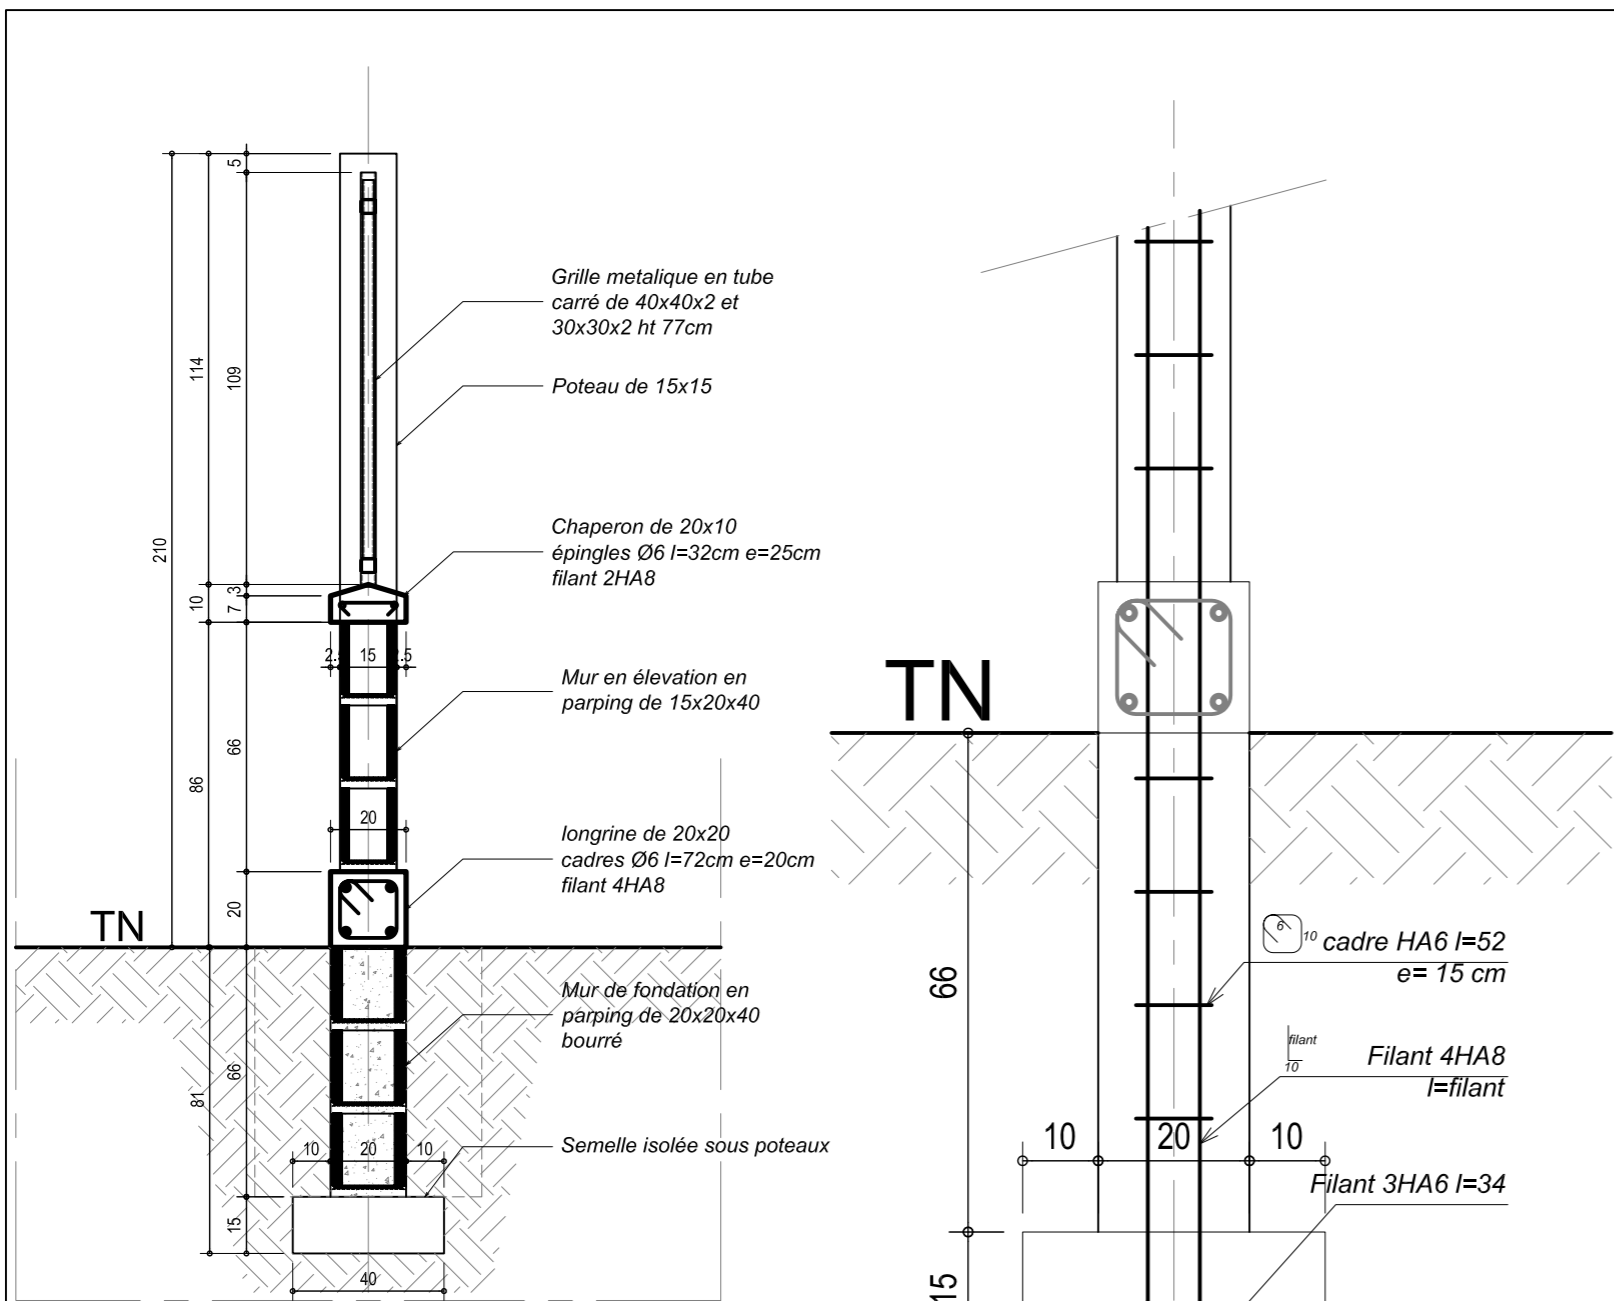 5
Grille metalique en tube
carré de 40x40x2 et
30x30x2 ht 77cm
114
109
Poteau de 15x15
210
Chaperon de 20x10
épingles Ø6 l=32cm e=25cm
filant 2HA8
3
10
7
2.5 15 2.5
Mur en élevation en
parping de 15x20x40
66
86
20
longrine de 20x20
cadres Ø6 l=72cm e=20cm
filant 4HA8
20
TN
Mur de fondation en
parping de 20x20x40
bourré
66
81
10 20 10
Semelle isolée sous poteaux
15
40
TN
66
6
10
cadre HA6 l=52
e= 15 cm
filant
10
Filant 4HA8
l=filant
10 20 10
Filant 3HA6 l=34
15